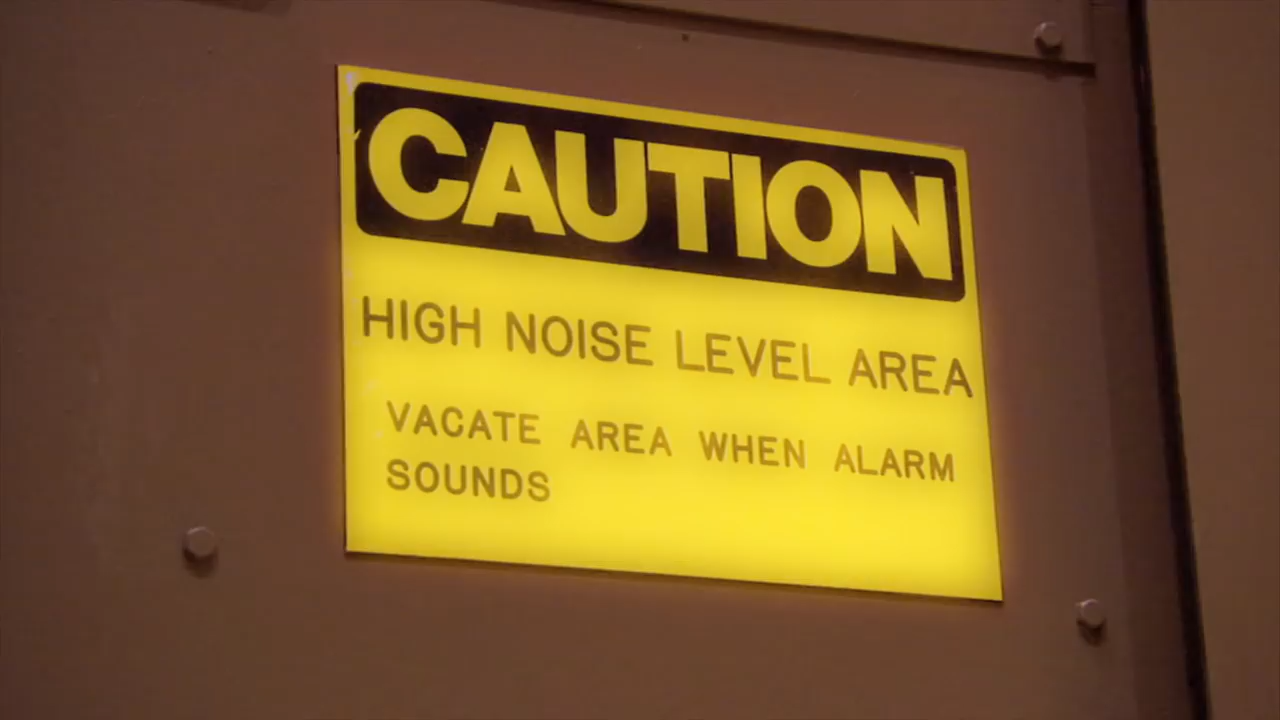 CAUTION
HIGH NOISE LEVEL AREA
VACATE AREA WHEN ALARM
SOUNDS